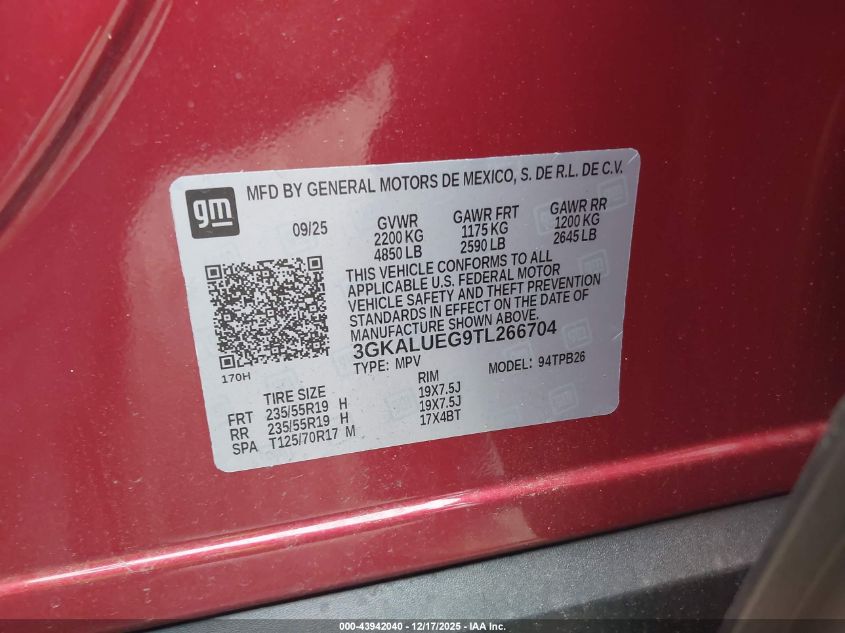 gm
MFD BY GENERAL MOTORS DE MEXICO, S. DE R.L. DE C.V.
09/25 GVWR GAWR FRT GAWR RR
2200 KG 1175 KG 1200 KG
4850 LB 2590 LB 2645 LB
THIS VEHICLE CONFORMS TO ALL
APPLICABLE U.S. FEDERAL MOTOR
VEHICLE SAFETY AND THEFT PREVENTION
STANDARDS IN EFFECT ON THE DATE OF
MANUFACTURE SHOWN ABOVE.
3GKALUEG9TL266704
170H TYPE: MPV MODEL: 94TPB26
TIRE SIZE RIM
FRT 235/55R19 H 19X7.5J
RR 235/55R19 H 19X7.5J
SPA T125/70R17 M 17X4BT
000-43942040 - 12/17/2025 - IAA Inc.